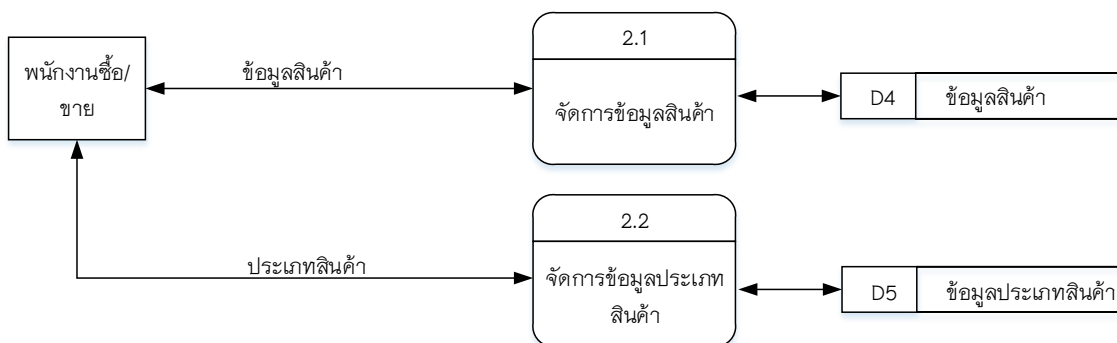 พนักงานซื้อ/
ขาย
ข้อมูลสินค้า
2.1
จัดการข้อมูลสินค้า
D4 ข้อมูลสินค้า
ประเภทสินค้า
2.2
จัดการข้อมูลประเภท
สินค้า
D5 ข้อมูลประเภทสินค้า